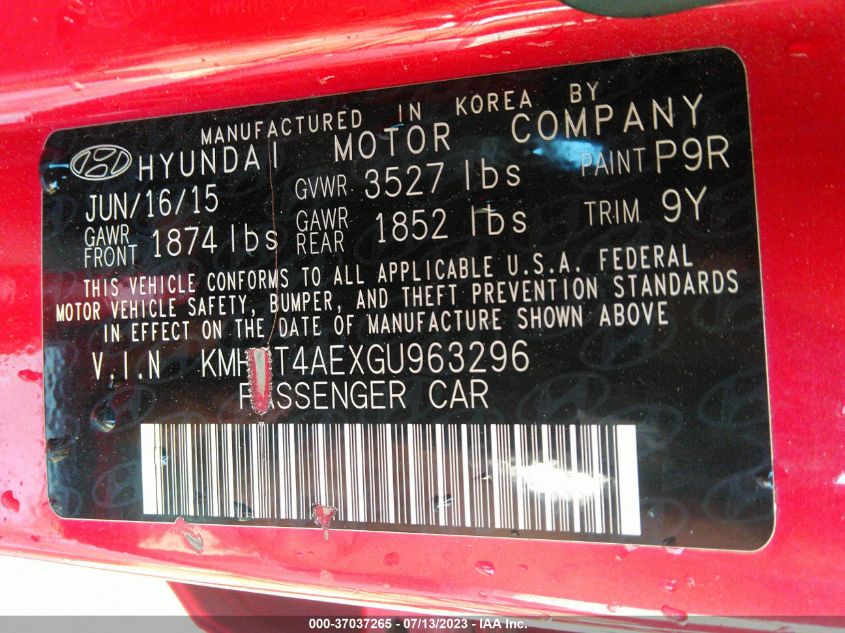 MANUFACTURED IN KOREA BY
HYUNDAI MOTOR COMPANY
JUN/16/15 GVWR 3527 lbs PAINT P9R
GAWR FRONT 1874 lbs GAWR REAR 1852 lbs TRIM 9Y
THIS VEHICLE CONFORMS TO ALL APPLICABLE U.S.A. FEDERAL
MOTOR VEHICLE SAFETY, BUMPER, AND THEFT PREVENTION STANDARDS
IN EFFECT ON THE DATE OF MANUFACTURE SHOWN ABOVE
V.I.N
PASSENGER CAR
000-37037265 - 07/13/2023 - IAA Inc.